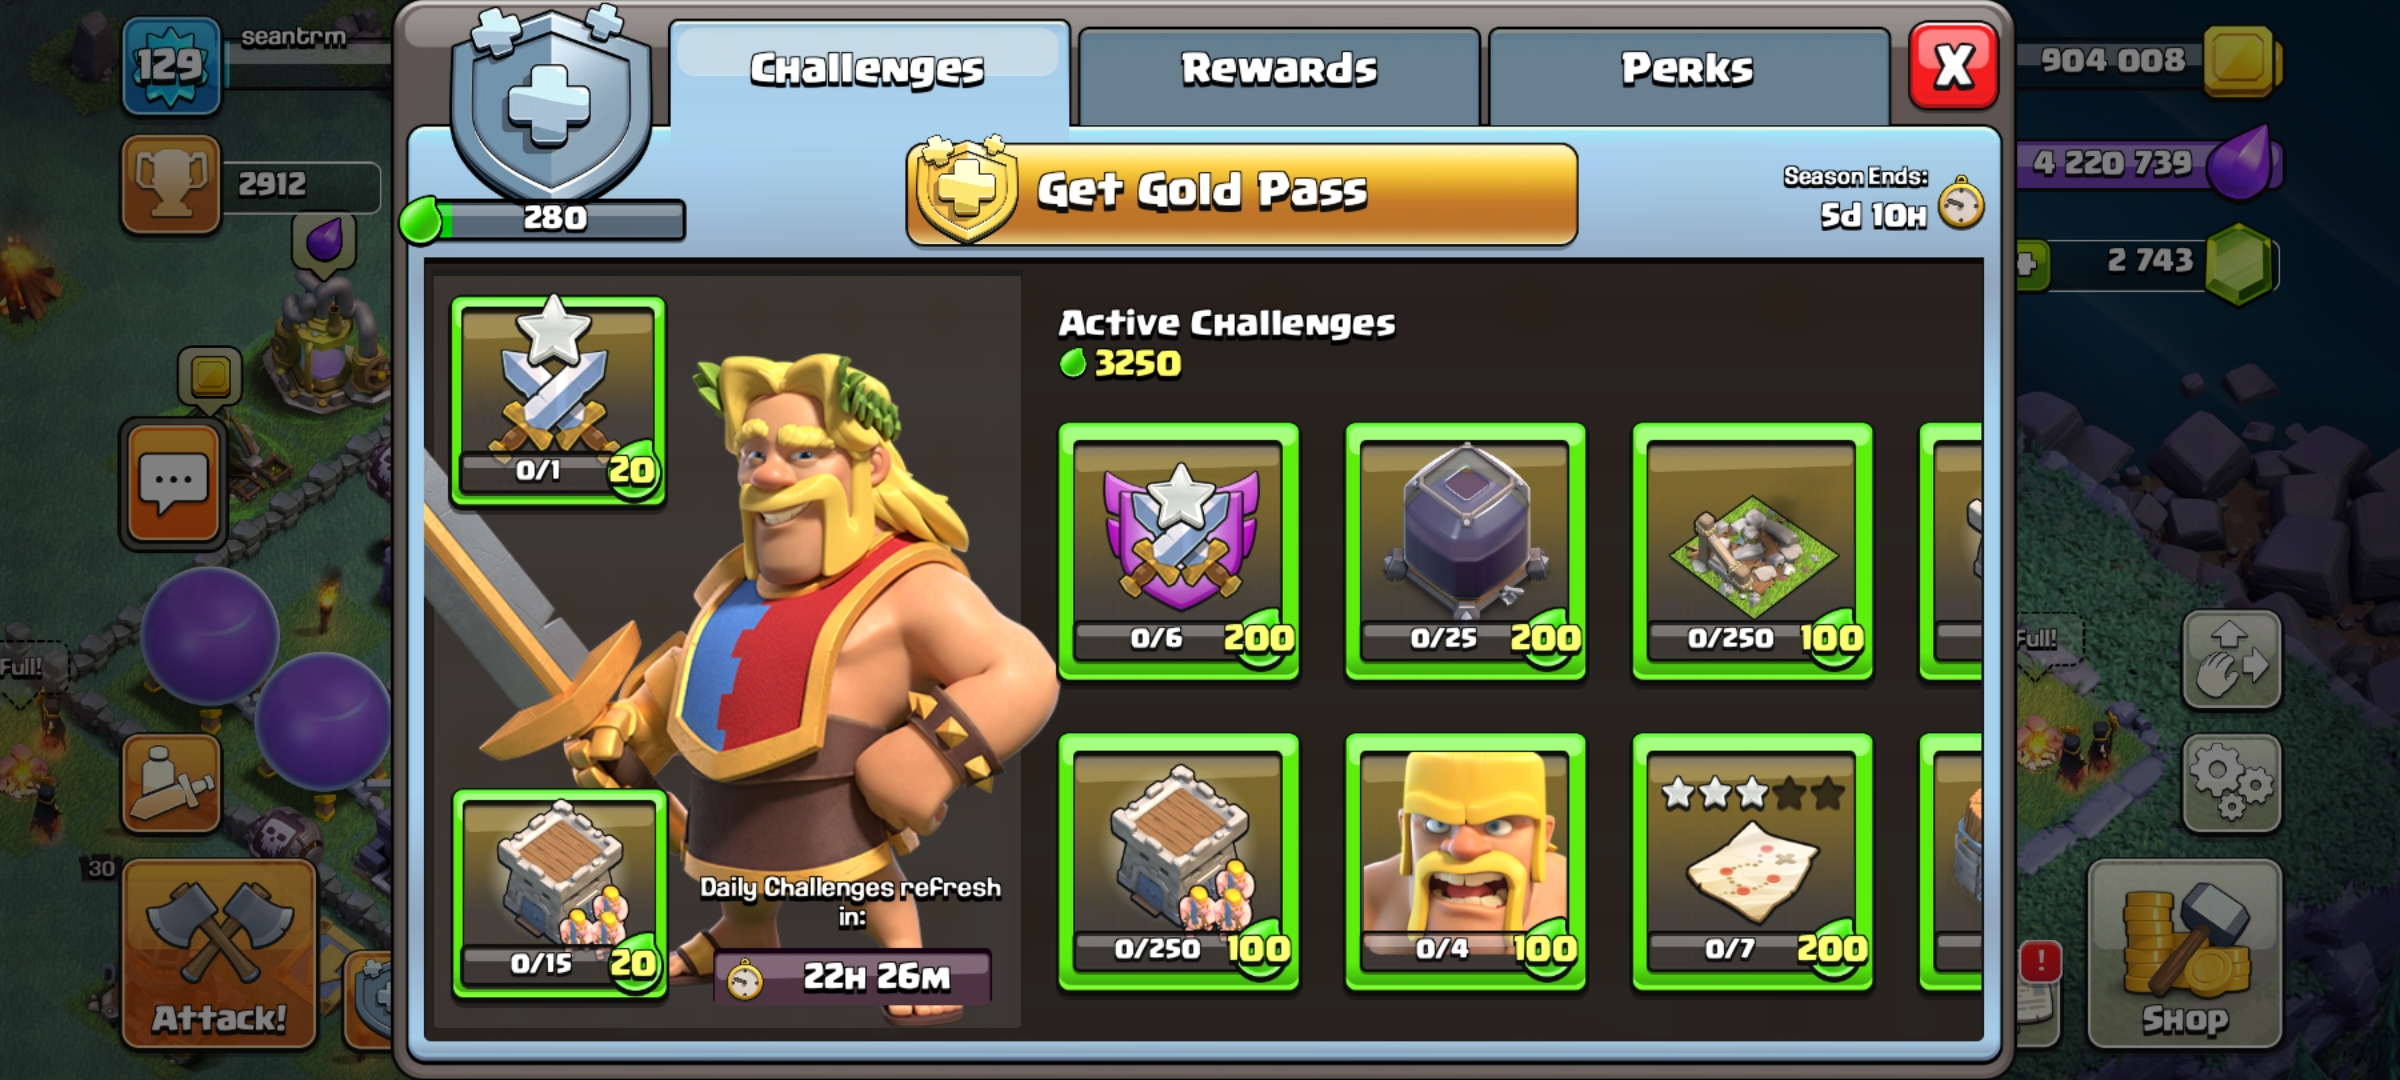 129
seantrm
2912
Challenges
Rewards
Perks
X
904 008
4 220 739
2 743
280
Get Gold Pass
Season Ends:
5d 10H
0/1
20
Active Challenges
3250
0/6
200
0/25
200
0/250
100
Full!
Full!
0/15
20
Daily Challenges refresh
in:
22H 26M
0/250
100
0/4
100
0/7
200
30
Attack!
!
Shop